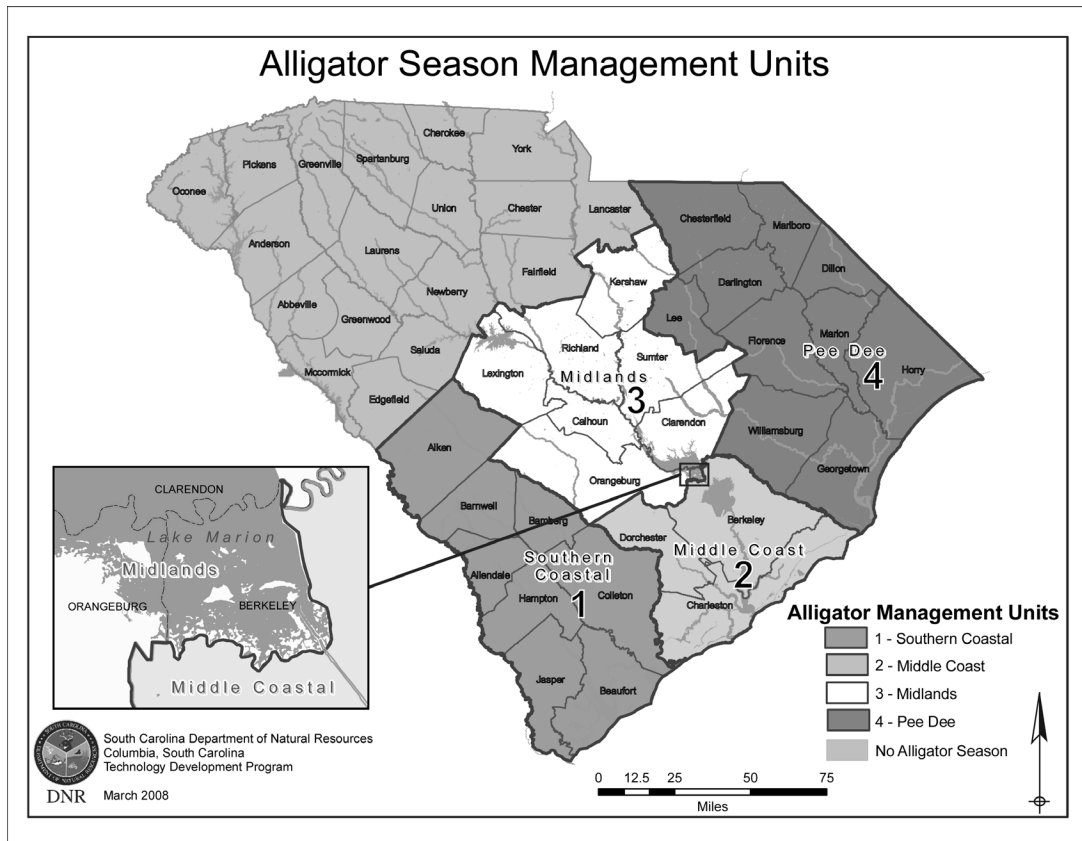 Alligator Season Management Units
Cherokee
York
Pickens
Greenville
Spartanburg
Oconee
Union
Chester
Lancaster
Chesterfield
Marlboro
Anderson
Laurens
Fairfield
Kershaw
Darlington
Dillon
Abbeville
Greenwood
Newberry
Lee
Florence
Marion
Saluda
Richland
Sumter
Pee Dee
4
Horry
Mccormick
Lexington
Midlands
3
Edgefield
Calhoun
Clarendon
Aiken
Williamsburg
Georgetown
Orangeburg
Barnwell
Bamberg
Berkeley
Dorchester
Middle Coast
2
Southern
Coastal
1
Allendale
Hampton
Colleton
Charleston
Jasper
Beaufort
CLARENDON
Lake Marion
Midlands
ORANGEBURG
BERKELEY
Middle Coastal
Alligator Management Units
1 - Southern Coastal
2 - Middle Coast
3 - Midlands
4 - Pee Dee
No Alligator Season
South Carolina Department of Natural Resources
Columbia, South Carolina
Technology Development Program
DNR
March 2008
0 12.5 25 50 75
Miles